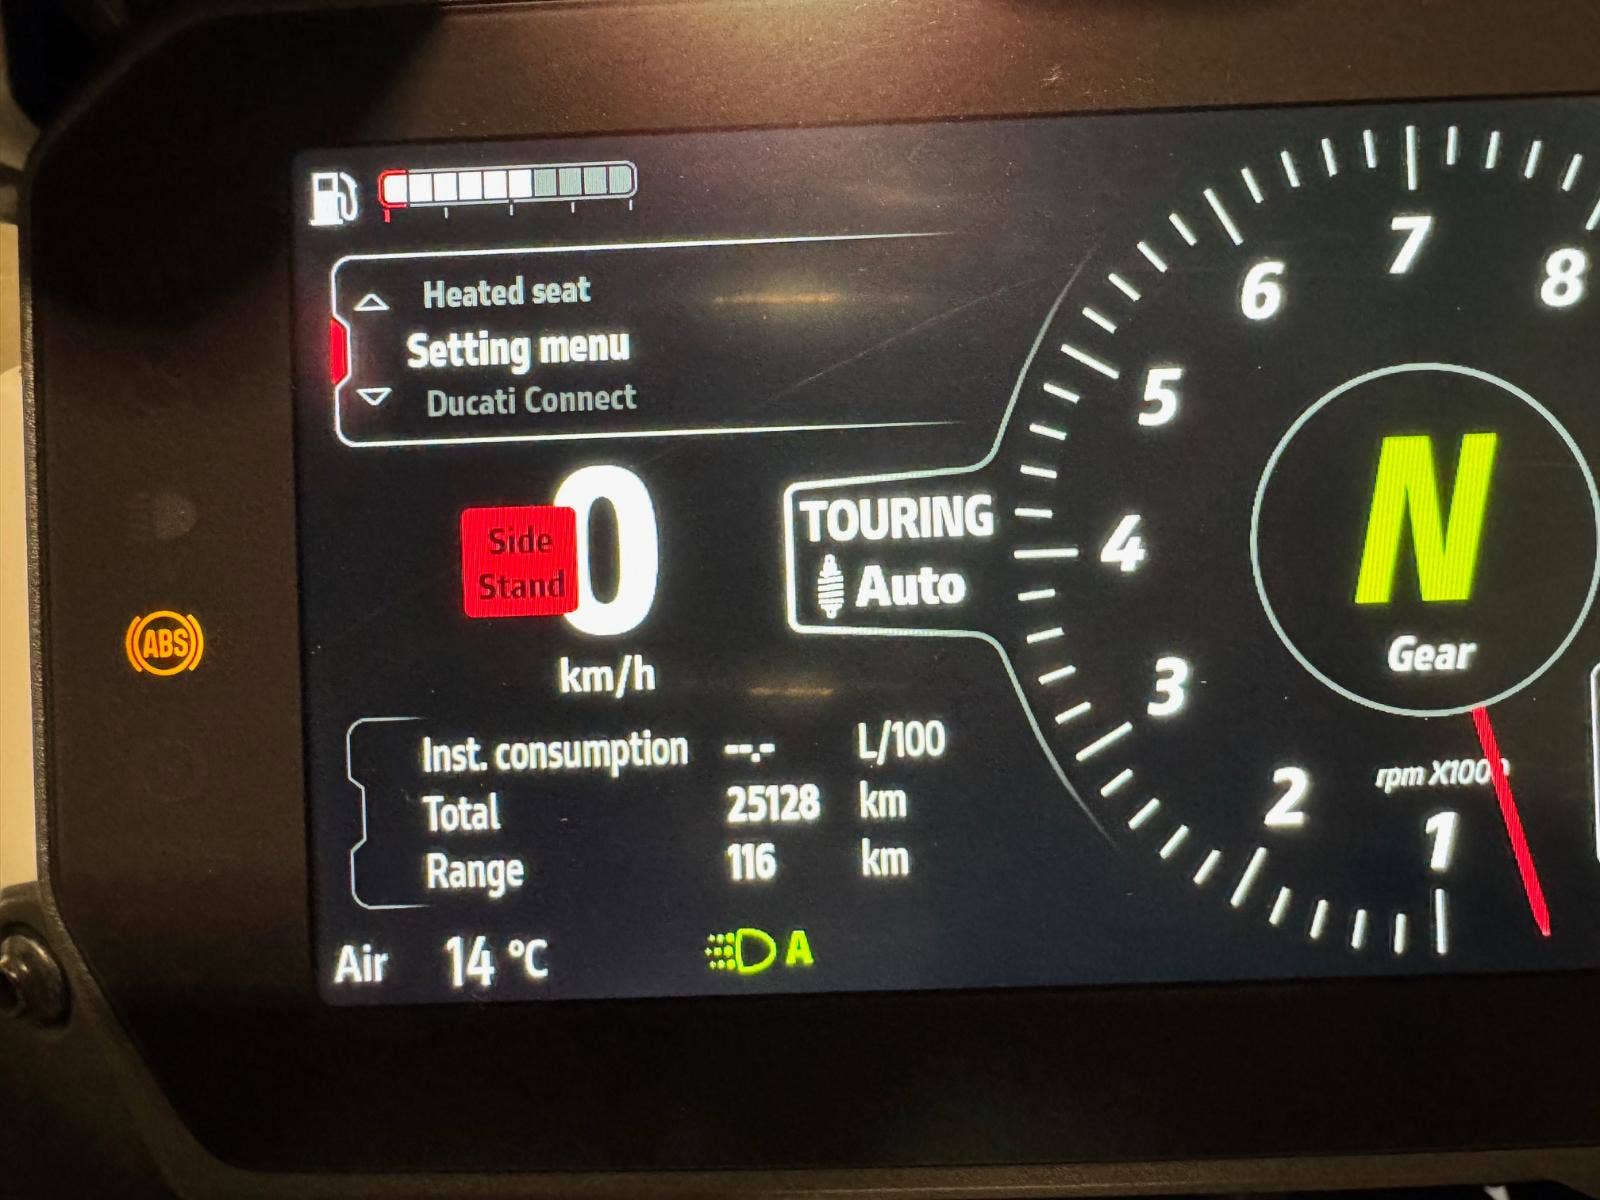 Heated seat
Setting menu
Ducati Connect
Side
Stand
0
km/h
TOURING
Auto
ABS
Inst. consumption --.- L/100
Total 25128 km
Range 116 km
Air 14 °C
A
1
2
3
4
5
6
7
8
N
Gear
rpm X1000